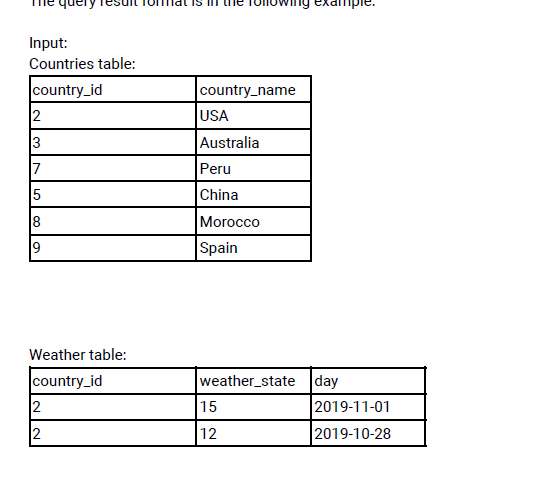 The query result format is in the following example.
Input:
Countries table:
country_id country_name
2 USA
3 Australia
7 Peru
5 China
8 Morocco
9 Spain
Weather table:
country_id weather_state day
2 15 2019-11-01
2 12 2019-10-28